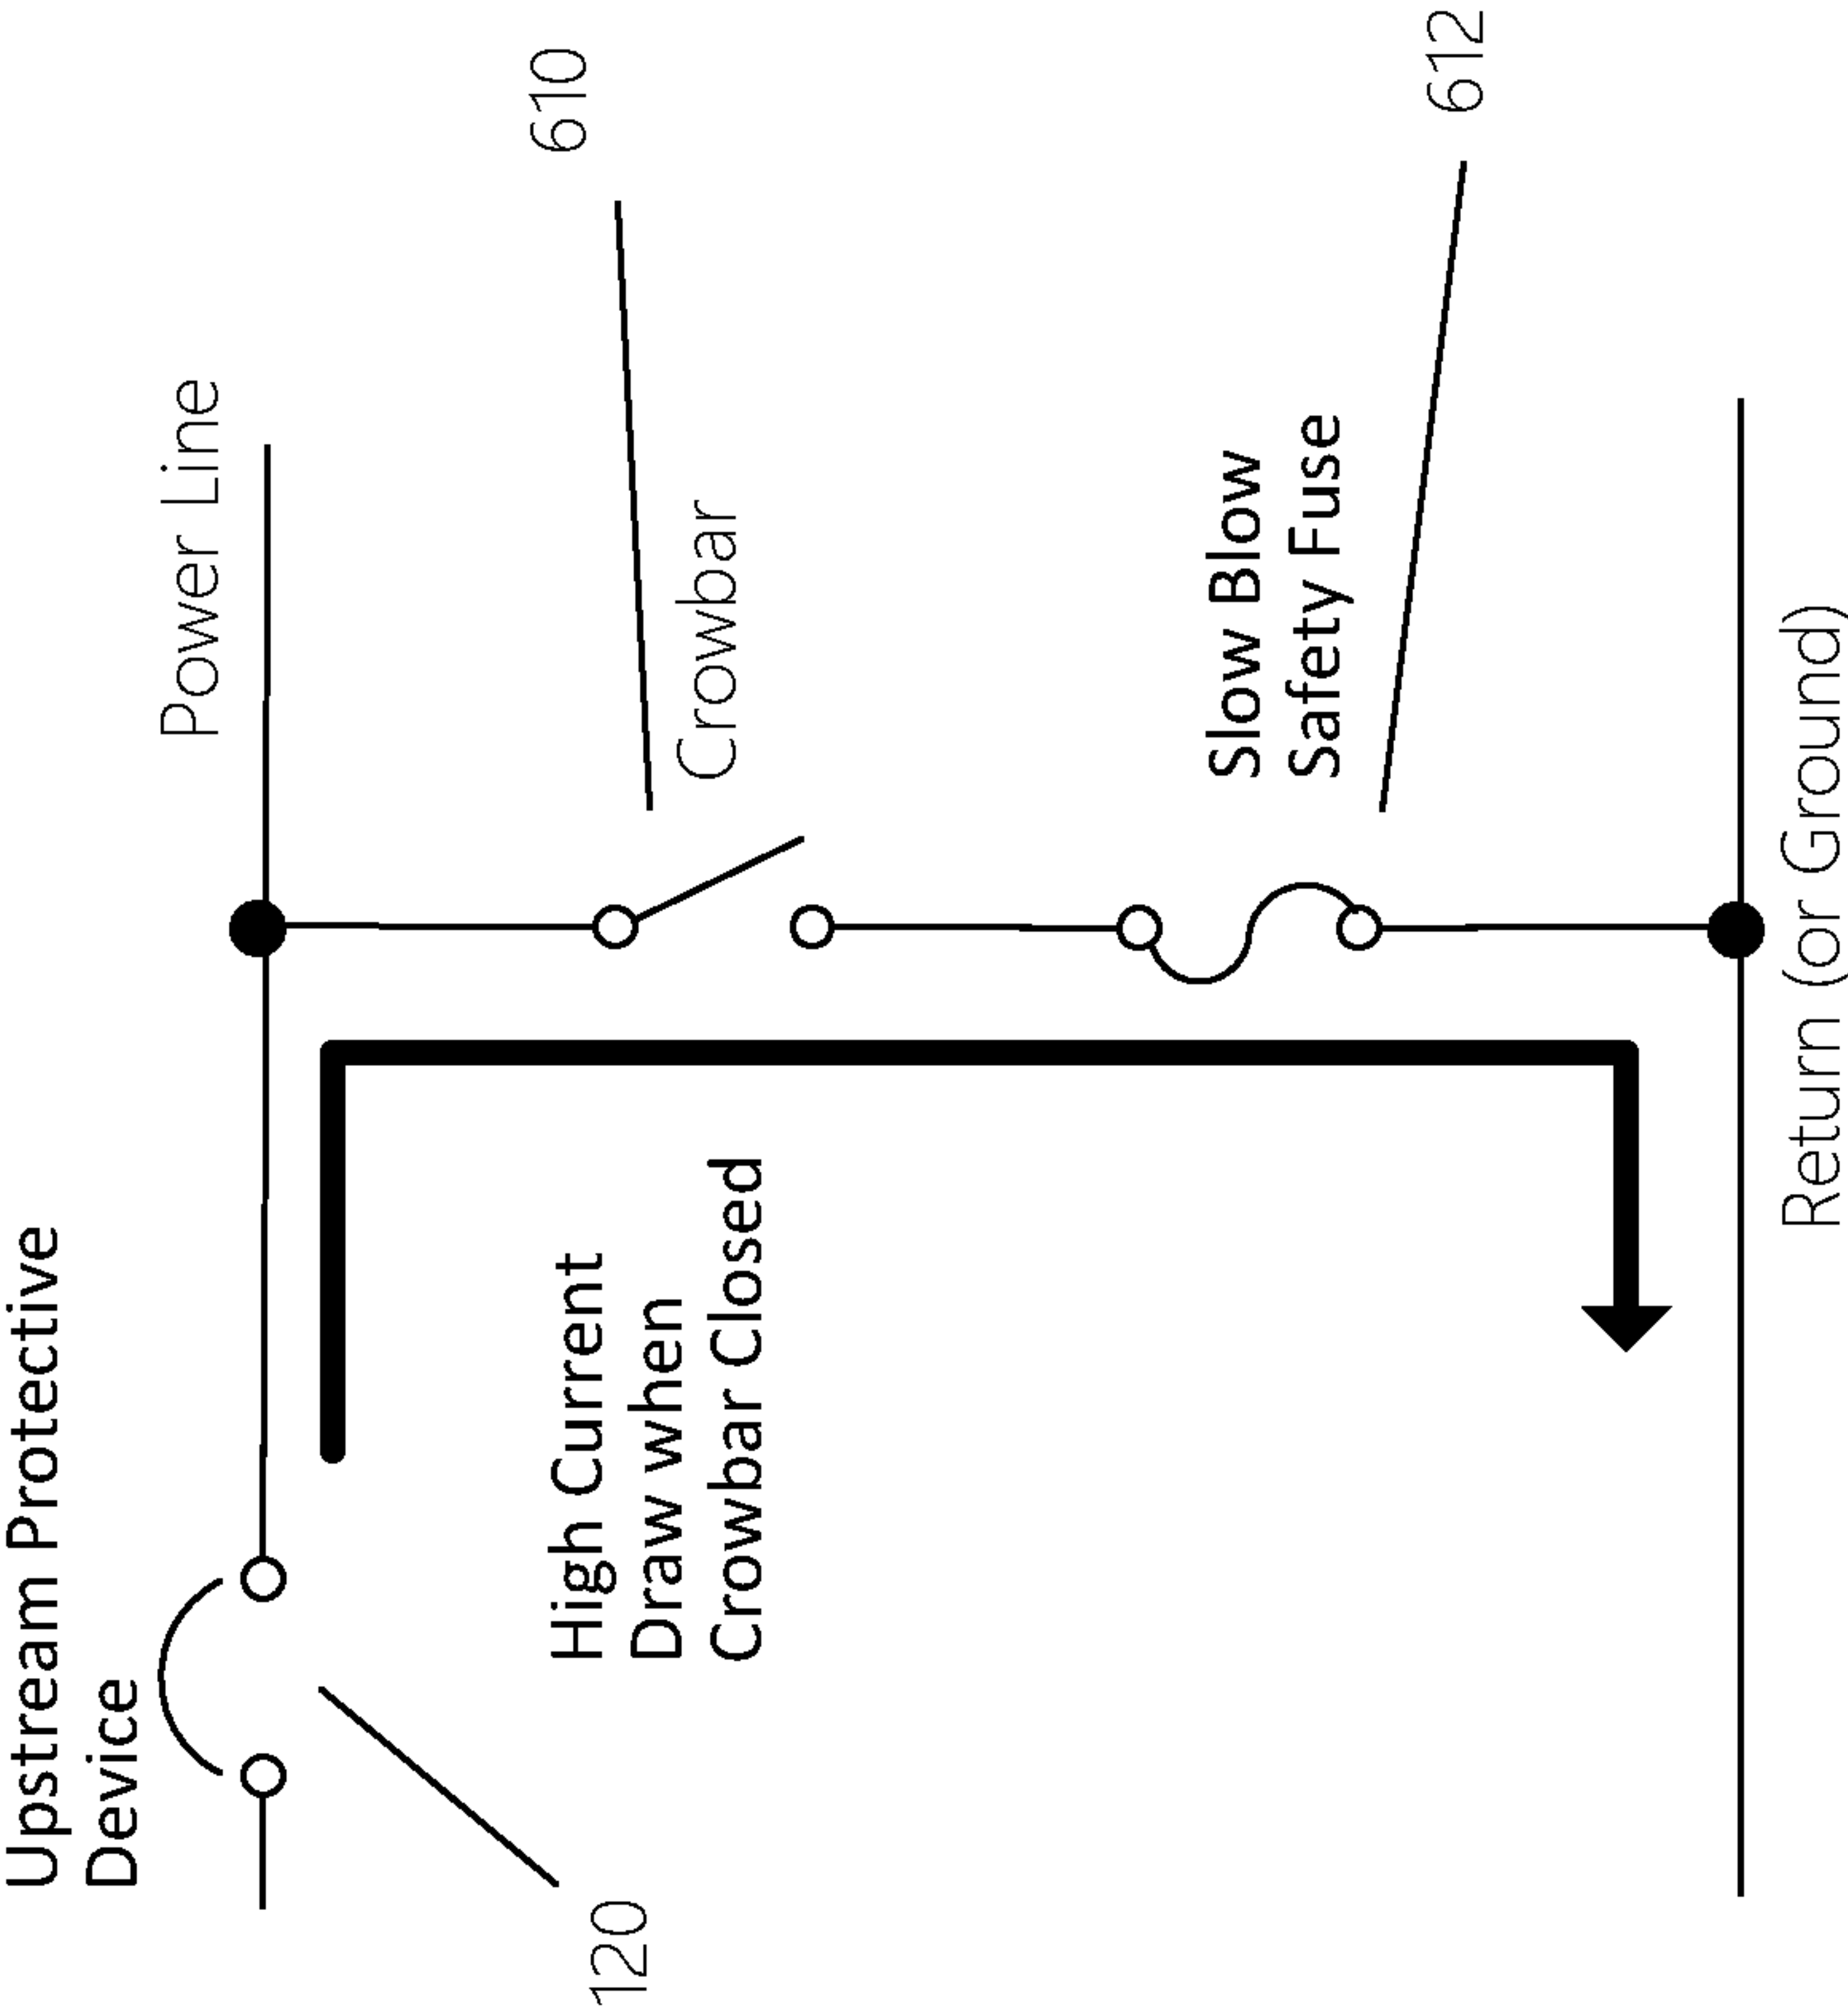 Upstream Protective
Device
Power Line
610
Crowbar
High Current
Draw when
Crowbar Closed
120
Slow Blow
Safety Fuse
612
Return (or Ground)